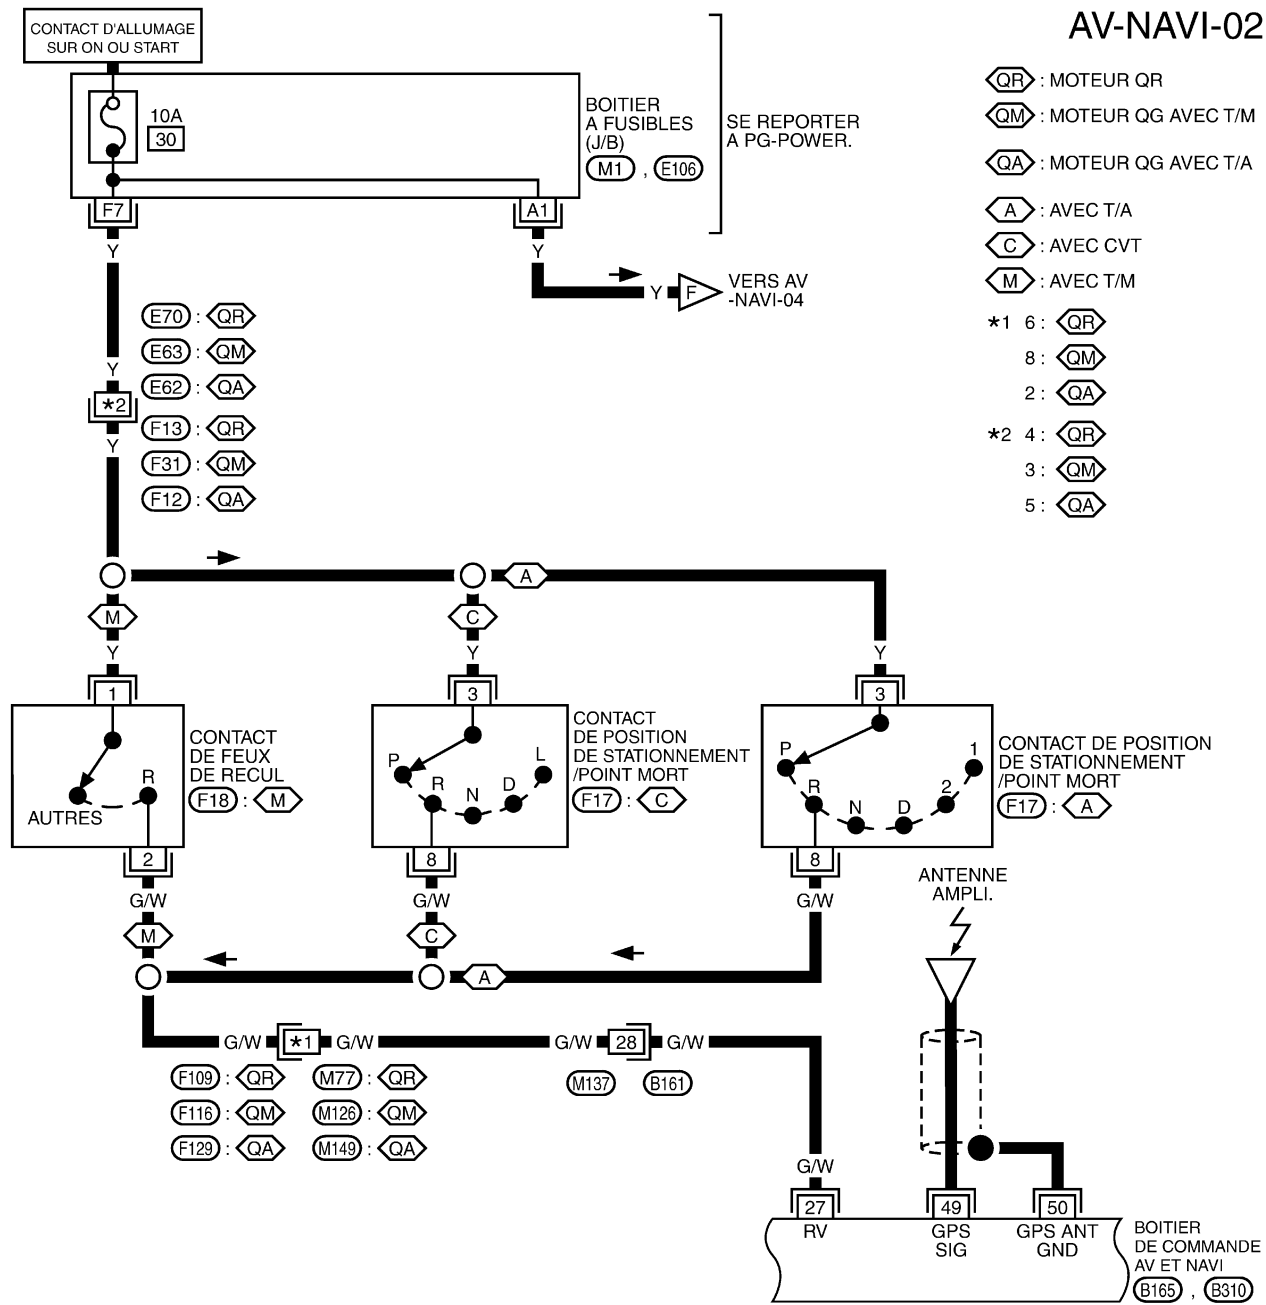 AV-NAVI-02
CONTACT D'ALLUMAGE
SUR ON OU START
10A
30
BOITIER
A FUSIBLES
(J/B)
M1 , E106
SE REPORTER
A PG-POWER.
F7
A1
Y
Y
Y
F
VERS AV
-NAVI-04
QR : MOTEUR QR
QM : MOTEUR QG AVEC T/M
QA : MOTEUR QG AVEC T/A
A : AVEC T/A
C : AVEC CVT
M : AVEC T/M
*1 6 : QR
8 : QM
2 : QA
*2 4 : QR
3 : QM
5 : QA
E70 : QR
E63 : QM
E62 : QA
Y
*2
Y
F13 : QR
F31 : QM
F12 : QA
A
M
C
Y
Y
Y
1
3
3
AUTRES
R
CONTACT
DE FEUX
DE RECUL
F18 : M
P
R
N
D
L
CONTACT
DE POSITION
DE STATIONNEMENT
/POINT MORT
F17 : C
P
R
N
D
2
1
CONTACT DE POSITION
DE STATIONNEMENT
/POINT MORT
F17 : A
2
8
8
G/W
G/W
G/W
M
C
A
ANTENNE
AMPLI.
G/W *1 G/W
G/W 28 G/W
F109 : QR M77 : QR
F116 : QM M126 : QM
F129 : QA M149 : QA
M137 B161
G/W
27
49
50
RV
GPS
SIG
GPS ANT
GND
BOITIER
DE COMMANDE
AV ET NAVI
B165 , B310